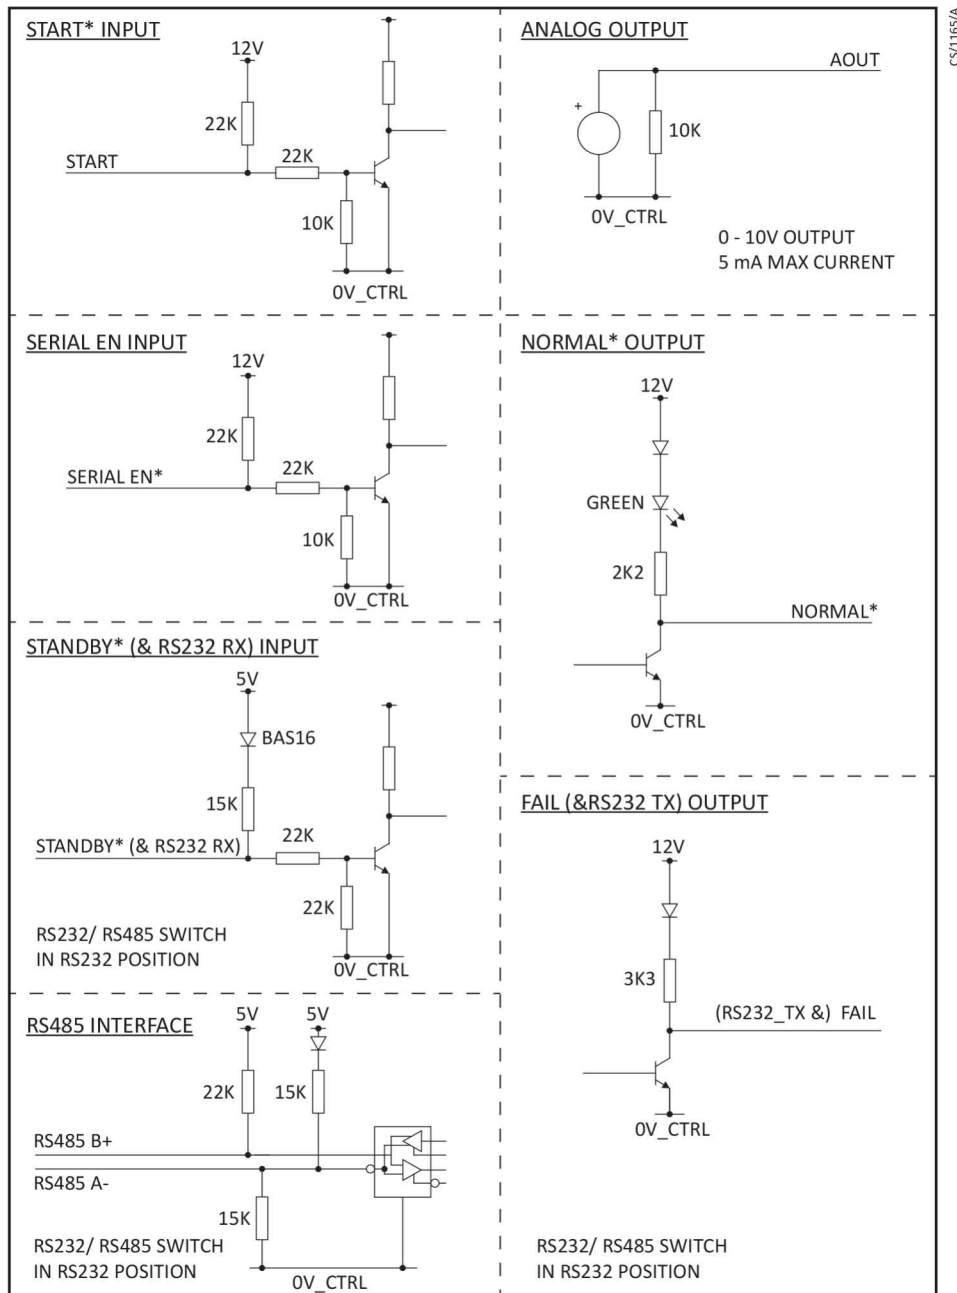 START* INPUT
12V
22K
START
22K
10K
0V_CTRL
SERIAL EN INPUT
12V
22K
SERIAL EN*
22K
10K
0V_CTRL
STANDBY* (& RS232 RX) INPUT
5V
BAS16
15K
STANDBY* (& RS232 RX)
22K
22K
RS232/ RS485 SWITCH
IN RS232 POSITION
0V_CTRL
RS485 INTERFACE
5V
5V
22K
15K
RS485 B+
RS485 A-
15K
RS232/ RS485 SWITCH
IN RS232 POSITION
0V_CTRL
ANALOG OUTPUT
AOUT
+
10K
0V_CTRL
0 - 10V OUTPUT
5 mA MAX CURRENT
NORMAL* OUTPUT
12V
GREEN
2K2
NORMAL*
0V_CTRL
FAIL (&RS232 TX) OUTPUT
12V
3K3
(RS232_TX &) FAIL
0V_CTRL
RS232/ RS485 SWITCH
IN RS232 POSITION
CS/1165/A